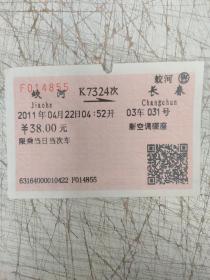 F014855 蛟河 售
蛟河 K7324次 长春
Jiaohe Changchun
2011年04月22日04:52开 03车031号
¥38.00元 新空调硬座
限乘当日当次车
63164000010422 F014855